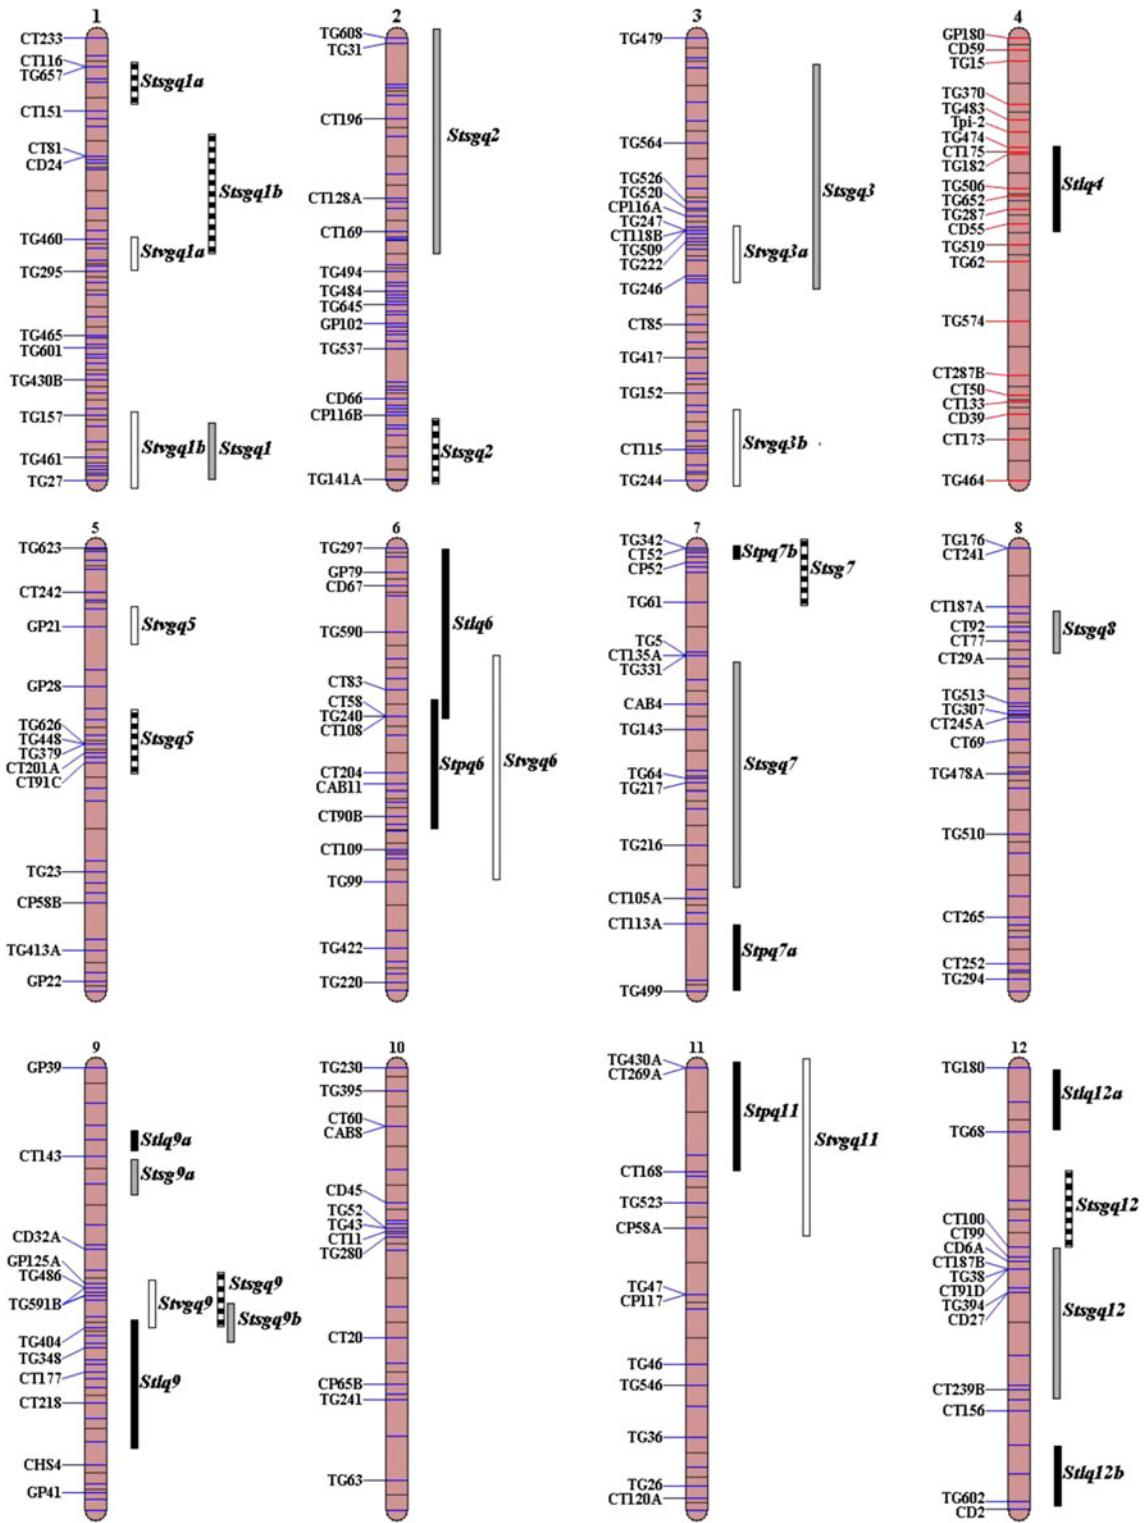 1
CT233
CT116
TG657
CT151
CT81
CD24
TG460
TG295
TG465
TG601
TG430B
TG157
TG461
TG27
Stsgq1a
Stsgq1b
Stvgq1a
Stvgq1b
Stsgq1
2
TG608
TG31
CT196
CT128A
CT169
TG494
TG484
TG645
GP102
TG537
CD66
CP116B
TG141A
Stsgq2
Stsgq2
3
TG479
TG564
TG526
TG520
CP116A
TG247
CT118B
TG509
TG222
TG246
CT85
TG417
TG152
CT115
TG244
Stsgq3
Stvgq3a
Stvgq3b
4
GP180
CD59
TG15
TG370
TG483
Tpi-2
TG474
CT175
TG182
TG506
TG652
TG287
CD55
TG519
TG62
TG574
CT287B
CT50
CT133
CD39
CT173
TG464
Stlq4
5
TG623
CT242
GP21
GP28
TG626
TG448
TG379
CT201A
CT91C
TG23
CP58B
TG413A
GP22
Stvgq5
Stsgq5
6
TG297
GP79
CD67
TG590
CT83
CT58
TG240
CT108
CT204
CAB11
CT90B
CT109
TG99
TG422
TG220
Stlq6
Stpq6
Stvgq6
7
TG342
CT52
CP52
TG61
TG5
CT135A
TG331
CAB4
TG143
TG64
TG217
TG216
CT105A
CT113A
TG499
Stpq7b
Stsg7
Stsgq7
Stpq7a
8
TG176
CT241
CT187A
CT92
CT77
CT29A
TG513
TG307
CT245A
CT69
TG478A
TG510
CT265
CT252
TG294
Stsgq8
9
GP39
CT143
CD32A
GP125A
TG486
TG591B
TG404
TG348
CT177
CT218
CHS4
GP41
Stlq9a
Stsg9a
Stvgq9
Stsgq9
Stsgq9b
Stlq9
10
TG230
TG395
CT60
CAB8
CD45
TG52
TG43
CT11
TG280
CT20
CP65B
TG241
TG63
11
TG430A
CT269A
CT168
TG523
CP58A
TG47
CP117
TG46
TG546
TG36
TG26
CT120A
Stpq11
Stvgq11
12
TG180
TG68
CT100
CT99
CD6A
CT187B
TG38
CT91D
TG394
CD27
CT239B
CT156
TG602
CD2
Stlq12a
Stsgq12
Stsgq12
Stlq12b